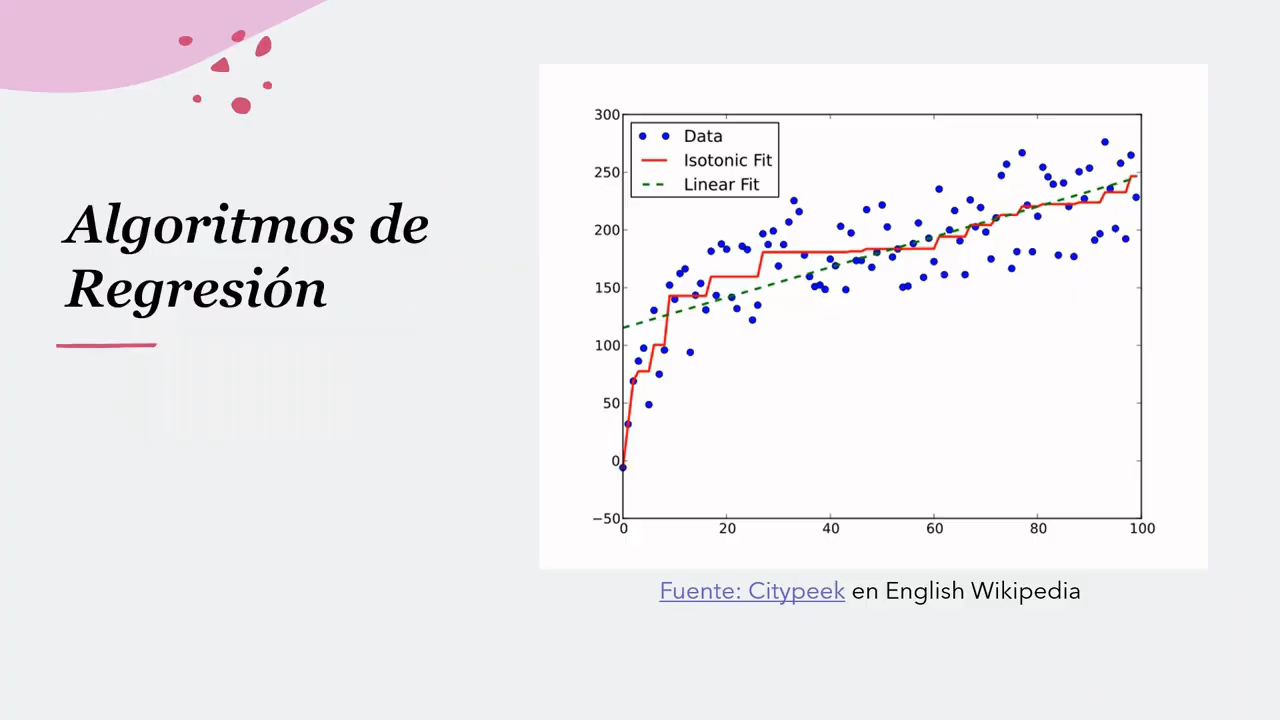 Algoritmos de
Regresión
300
250
200
150
100
50
0
−50
0 20 40 60 80 100
Data
Isotonic Fit
Linear Fit
Fuente: Citypeek en English Wikipedia